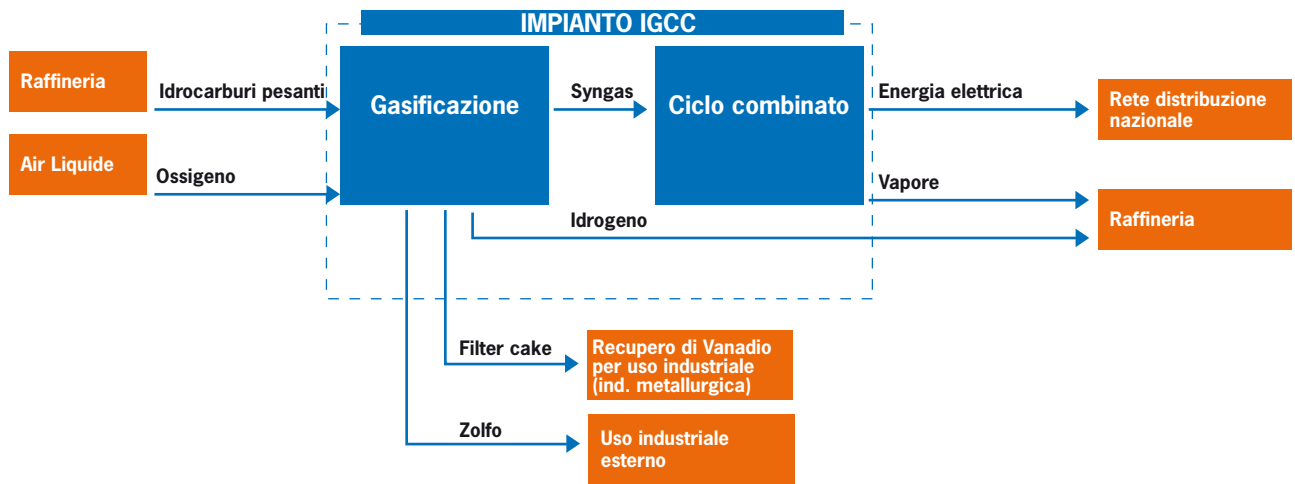 IMPIANTO IGCC
Raffineria
Idrocarburi pesanti
Gasificazione
Syngas
Ciclo combinato
Energia elettrica
Rete distribuzione
nazionale
Air Liquide
Ossigeno
Vapore
Idrogeno
Raffineria
Filter cake
Recupero di Vanadio
per uso industriale
(ind. metallurgica)
Zolfo
Uso industriale
esterno